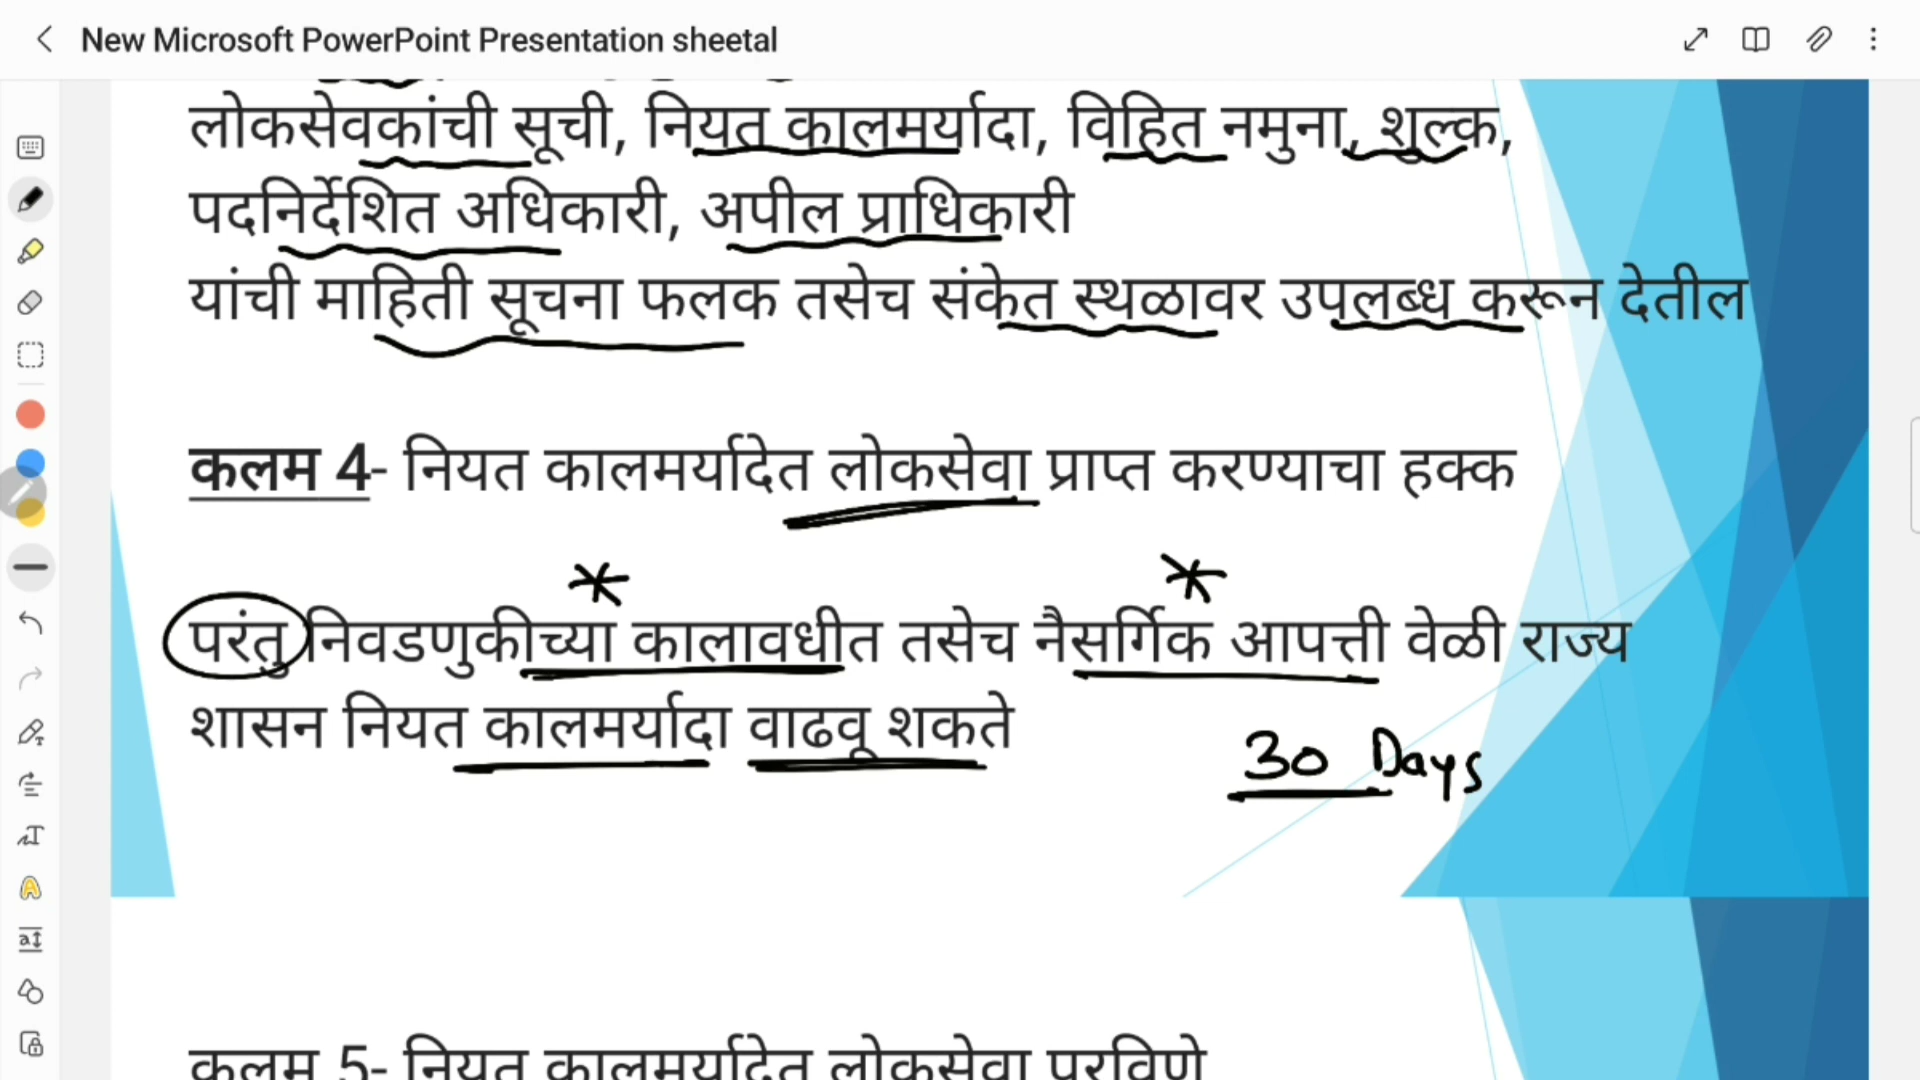 New Microsoft PowerPoint Presentation sheetal
लोकसेवकांची सूची, नियत कालमर्यादा, विहित नमुना, शुल्क,
पदनिर्देशित अधिकारी, अपील प्राधिकारी
यांची माहिती सूचना फलक तसेच संकेत स्थळावर उपलब्ध करून देतील
कलम 4- नियत कालमर्यादेत लोकसेवा प्राप्त करण्याचा हक्क
परंतु निवडणुकीच्या कालावधीत तसेच नैसर्गिक आपत्ती वेळी राज्य
शासन नियत कालमर्यादा वाढवू शकते
30 Days
कलम 5- नियत कालमर्यादेत लोकसेवा पुरविणे